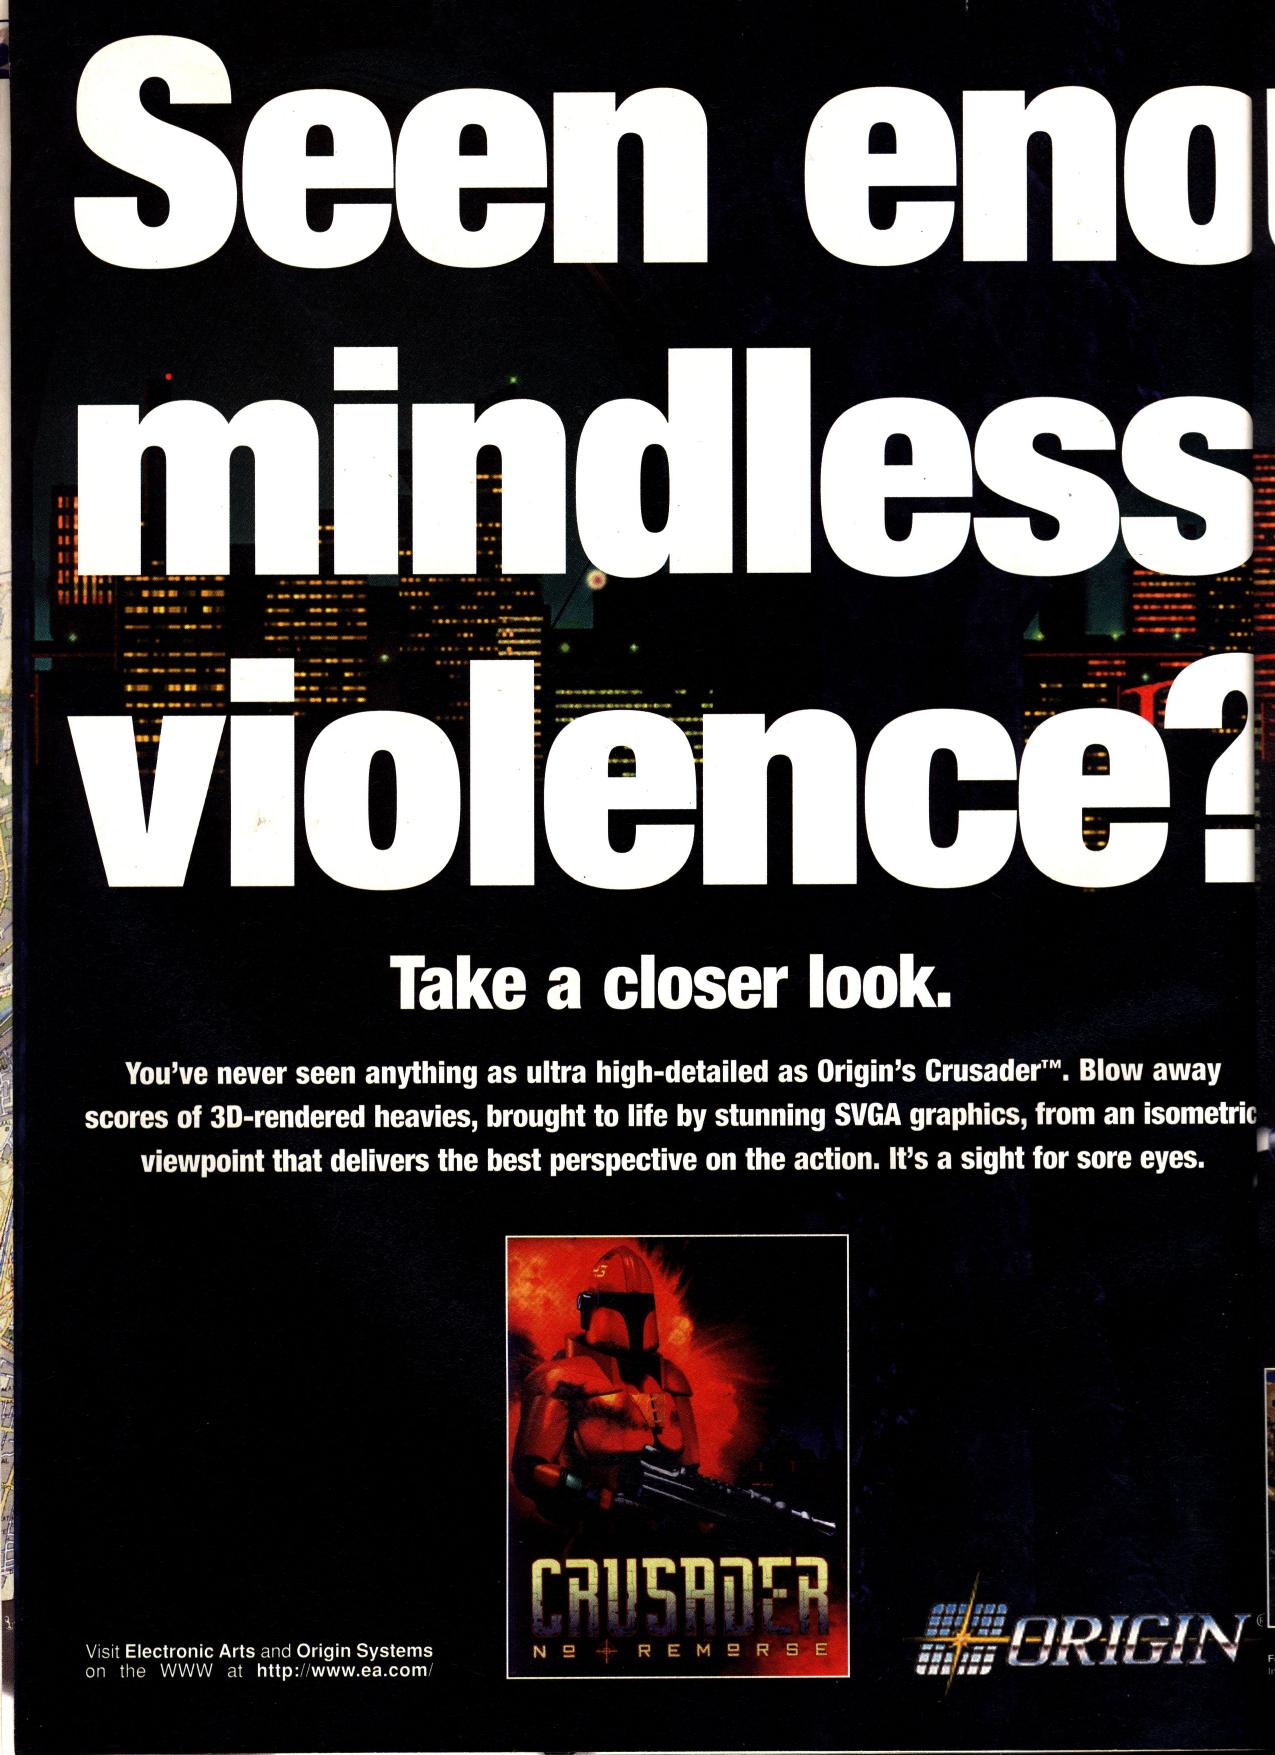 Seen enou
mindless
violence?
Take a closer look.
You've never seen anything as ultra high-detailed as Origin's Crusader™. Blow away
scores of 3D-rendered heavies, brought to life by stunning SVGA graphics, from an isometric
viewpoint that delivers the best perspective on the action. It's a sight for sore eyes.
CRUSADER
NO REMORSE
Visit Electronic Arts and Origin Systems
on the WWW at http://www.ea.com/
ORIGIN®